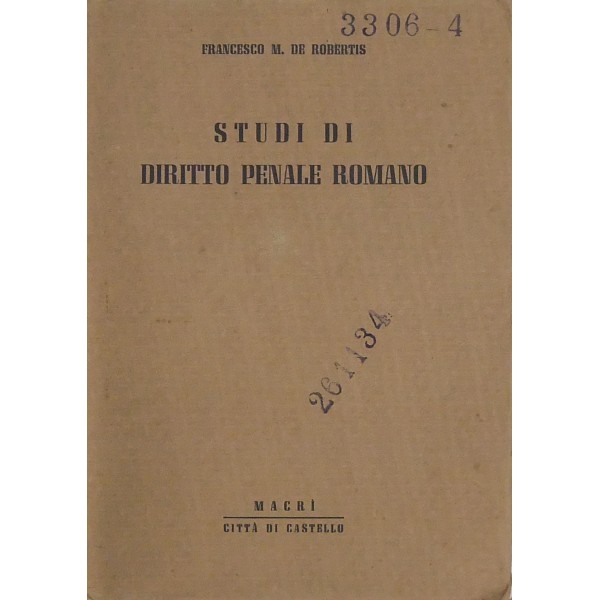 3306-4
FRANCESCO M. DE ROBERTIS
STUDI DI
DIRITTO PENALE ROMANO
261134
MACRÌ
CITTÀ DI CASTELLO